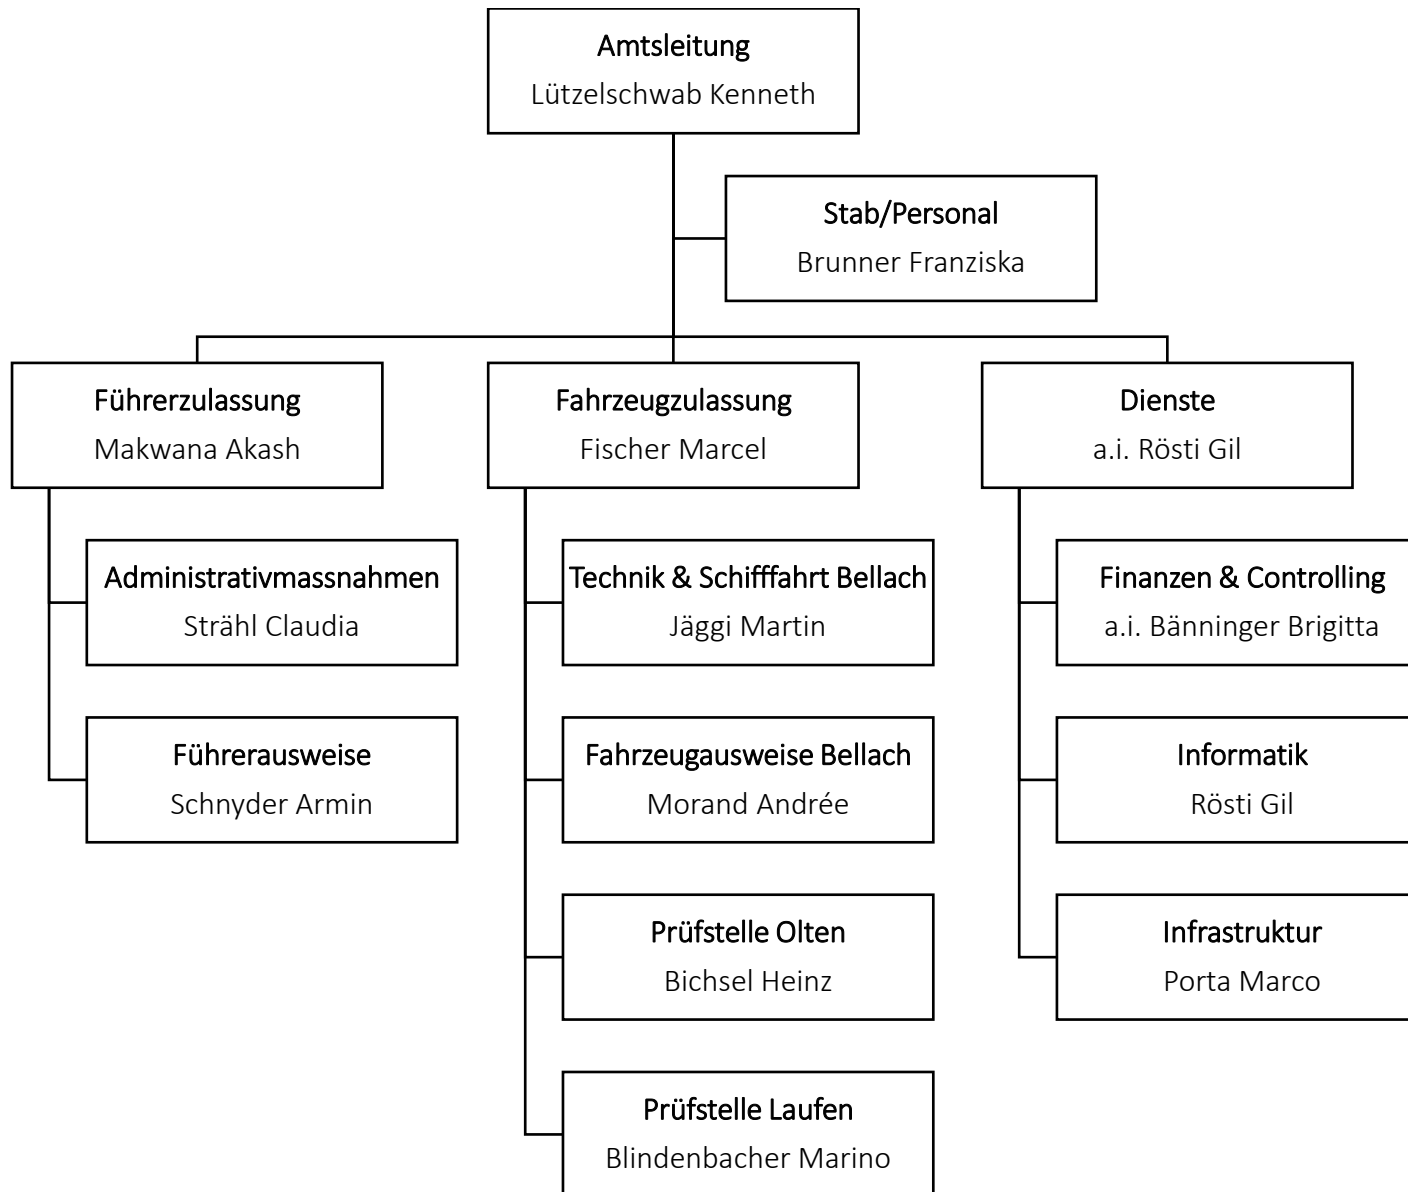 Amtsleitung
Lützelschwab Kenneth
Stab/Personal
Brunner Franziska
Führerzulassung
Makwana Akash
Administrativmassnahmen
Strähl Claudia
Führerausweise
Schnyder Armin
Fahrzeugzulassung
Fischer Marcel
Technik & Schifffahrt Bellach
Jäggi Martin
Fahrzeugausweise Bellach
Morand Andrée
Prüfstelle Olten
Bichsel Heinz
Prüfstelle Laufen
Blindenbacher Marino
Dienste
a.i. Rösti Gil
Finanzen & Controlling
a.i. Bänninger Brigitta
Informatik
Rösti Gil
Infrastruktur
Porta Marco